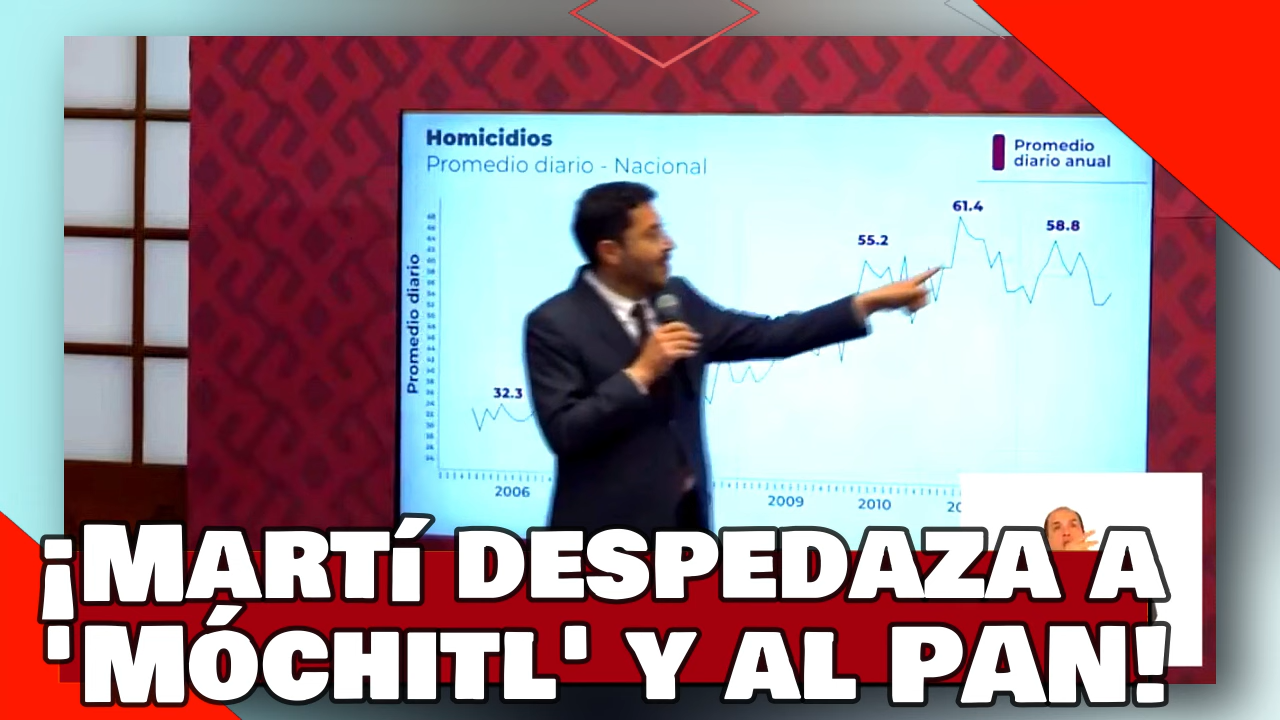 Homicidios
Promedio diario - Nacional
Promedio
diario anual
61.4
58.8
55.2
32.3
Promedio diario
2006
2009
2010
¡MARTÍ DESPEDAZA A
'MÓCHITL' Y AL PAN!